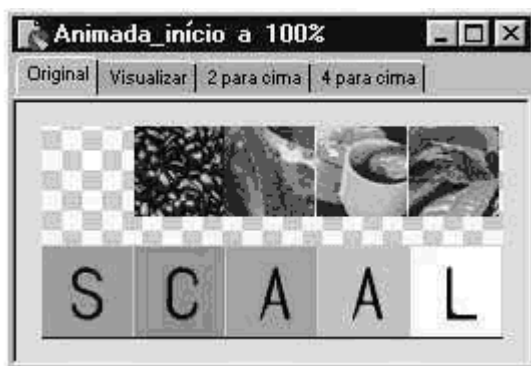 Animada_início a 100%
Original Visualizar 2 para cima 4 para cima
S C A A L